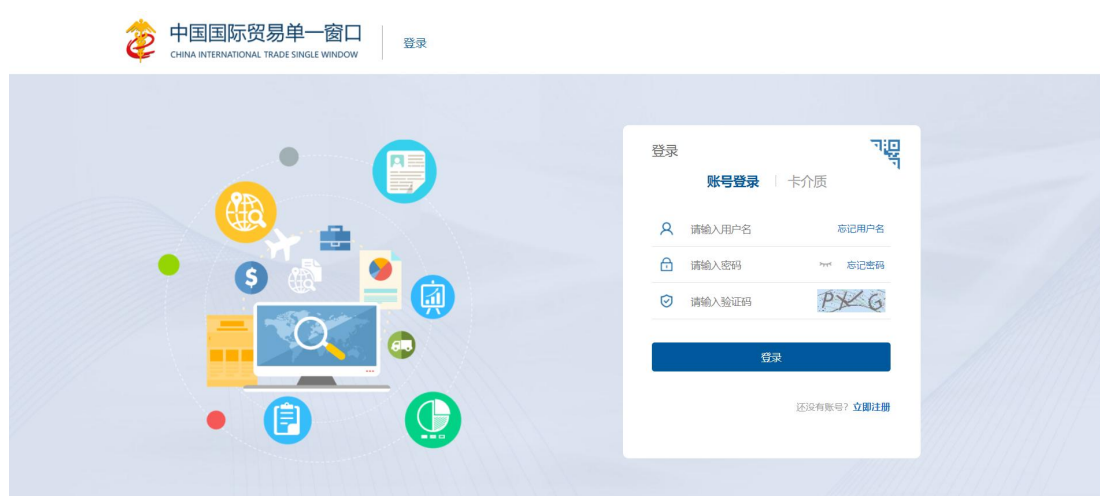 中国国际贸易单一窗口
CHINA INTERNATIONAL TRADE SINGLE WINDOW
登录
登录
账号登录
卡介质
请输入用户名
忘记用户名
请输入密码
忘记密码
请输入验证码
登录
还没有账号？立即注册